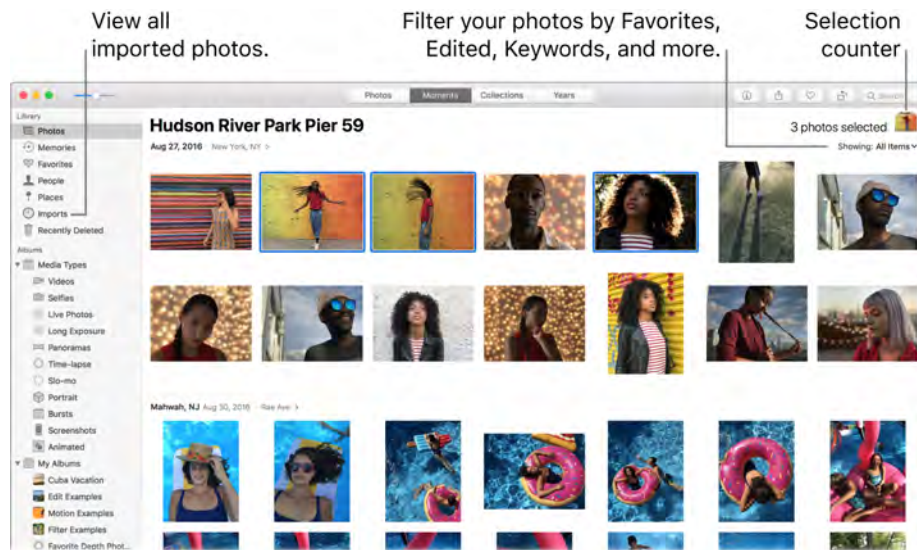 View all
imported photos.
Filter your photos by Favorites,
Edited, Keywords, and more.
Selection
counter
Photos Moments Collections Years
Search
Library
Photos
Memories
Favorites
People
Places
Imports
Recently Deleted
Albums
Media Types
Videos
Selfies
Live Photos
Long Exposure
Panoramas
Time-lapse
Slo-mo
Portrait
Bursts
Screenshots
Animated
My Albums
Cuba Vacation
Edit Examples
Motion Examples
Filter Examples
Favorite Depth Phot...
Hudson River Park Pier 59
3 photos selected
Aug 27, 2016 New York, NY >
Showing: All Items
Mahwah, NJ Aug 30, 2016 Rae Ave >